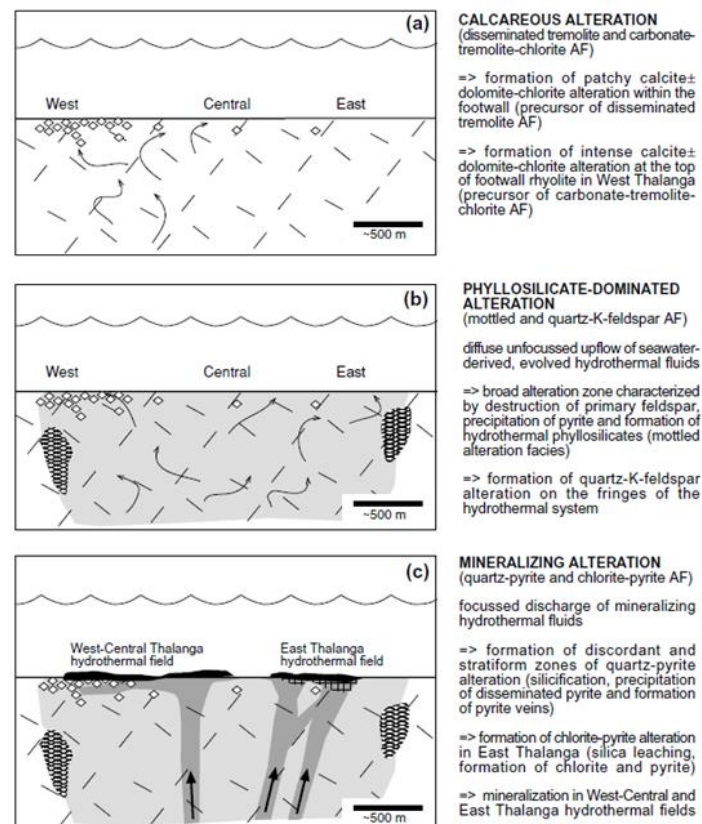 (a)
West Central East
~500 m
CALCAREOUS ALTERATION
(disseminated tremolite and carbonate-
tremolite-chlorite AF)
=> formation of patchy calcite±
dolomite-chlorite alteration within the
footwall (precursor of disseminated
tremolite AF)
=> formation of intense calcite±
dolomite-chlorite alteration at the top
of footwall rhyolite in West Thalanga
(precursor of carbonate-tremolite-
chlorite AF)
(b)
West Central East
~500 m
PHYLLOSILICATE-DOMINATED
ALTERATION
(mottled and quartz-K-feldspar AF)
diffuse unfocussed upflow of seawater-
derived, evolved hydrothermal fluids
=> broad alteration zone characterized
by destruction of primary feldspar,
precipitation of pyrite and formation of
hydrothermal phyllosilicates (mottled
alteration facies)
=> formation of quartz-K-feldspar
alteration on the fringes of the
hydrothermal system
(c)
West-Central Thalanga
hydrothermal field
East Thalanga
hydrothermal field
~500 m
MINERALIZING ALTERATION
(quartz-pyrite and chlorite-pyrite AF)
focussed discharge of mineralizing
hydrothermal fluids
=> formation of discordant and
stratiform zones of quartz-pyrite
alteration (silicification, precipitation
of disseminated pyrite and formation
of pyrite veins)
=> formation of chlorite-pyrite alteration
in East Thalanga (silica leaching,
formation of chlorite and pyrite)
=> mineralization in West-Central and
East Thalanga hydrothermal fields